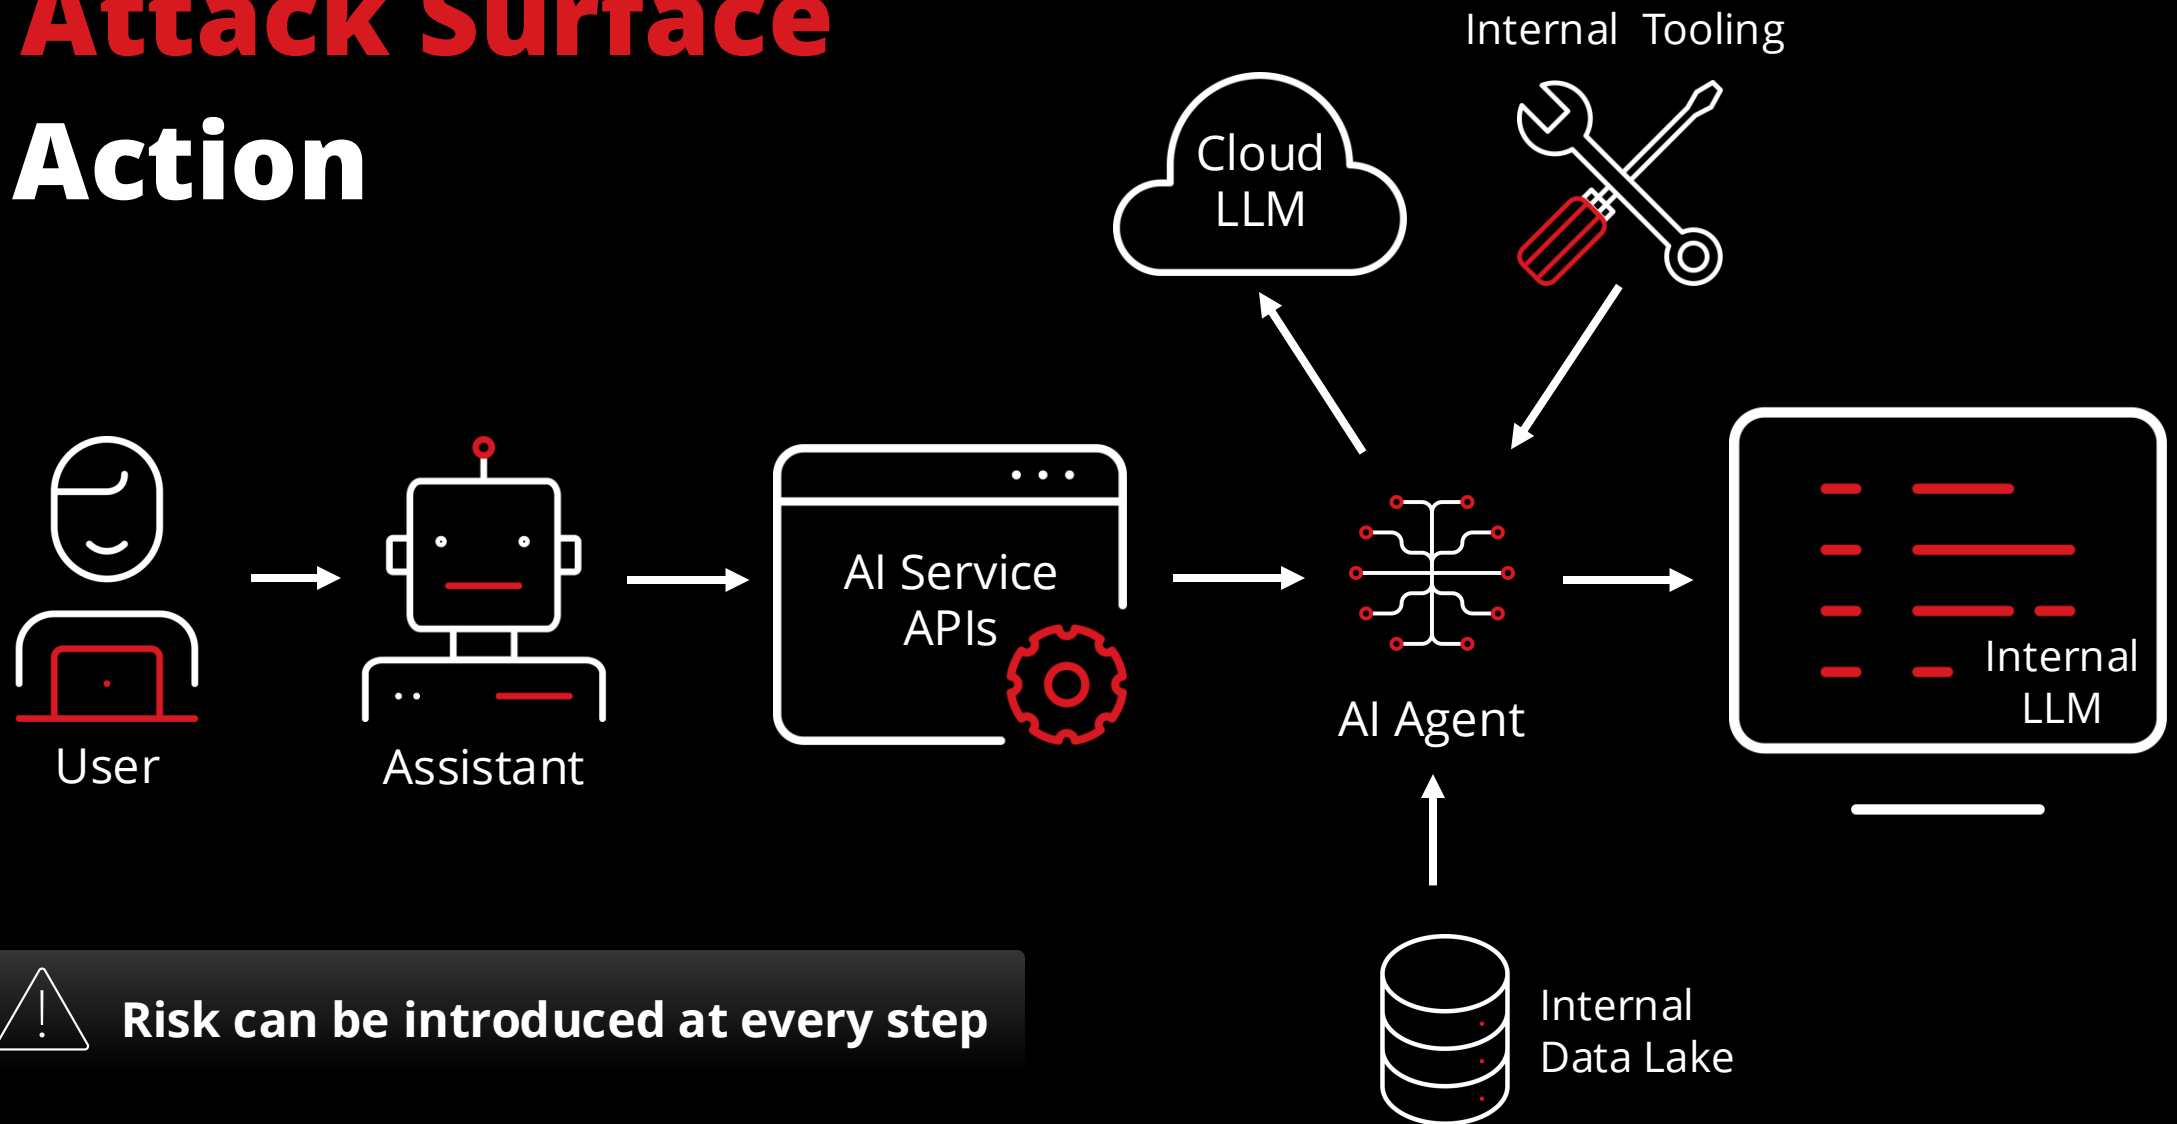 Attack Surface
Action
Internal Tooling
Cloud
LLM
AI Service
APIs
Internal
LLM
AI Agent
User
Assistant
Risk can be introduced at every step
Internal
Data Lake